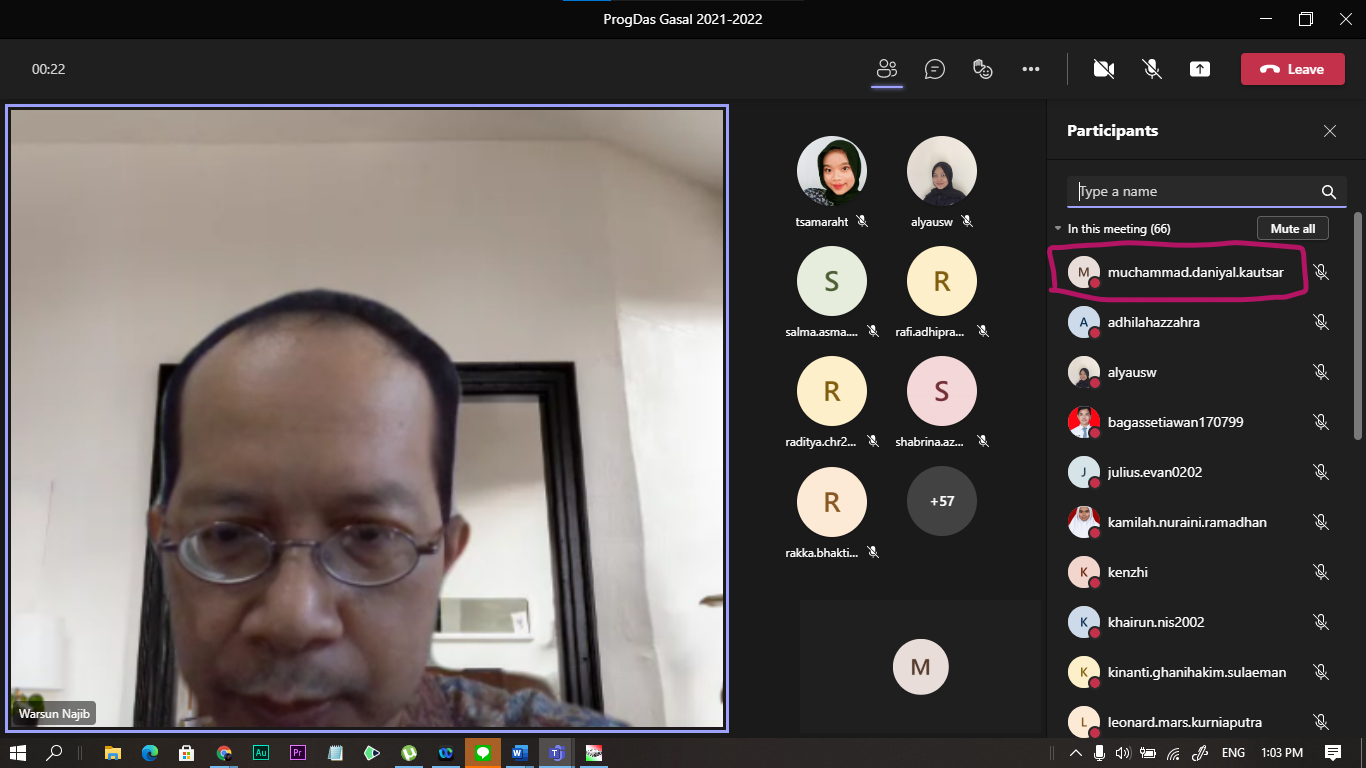 ProgDas Gasal 2021-2022
00:22
Leave
Participants
Type a name
In this meeting (66)
Mute all
M
muchammad.daniyal.kautsar
A
adhilahazzahra
alyausw
bagassetiawan170799
J
julius.evan0202
kamilah.nuraini.ramadhan
K
kenzhi
K
khairun.nis2002
K
kinanti.ghanihakim.sulaeman
L
leonard.mars.kurniaputra
tsamaraht
alyausw
S
R
salma.asma....
rafi.adhipra...
R
S
raditya.chr2...
shabrina.az...
R
+57
rakka.bhakti...
M
Warsun Najib
Au
Pr
W
T
ENG
1:03 PM